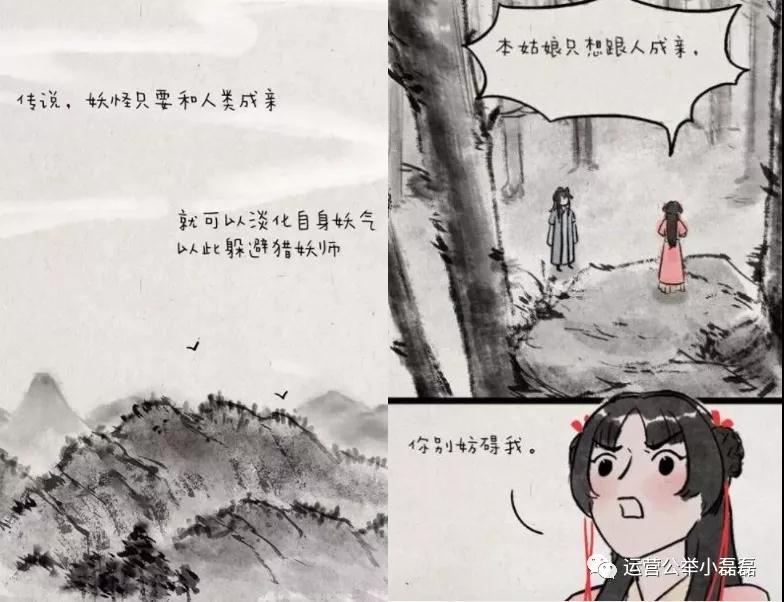 传说，妖怪只要和人类成亲
就可以淡化自身妖气
以此躲避猎妖师
本姑娘只想跟人成亲，
你别妨碍我。
运营公举小磊磊